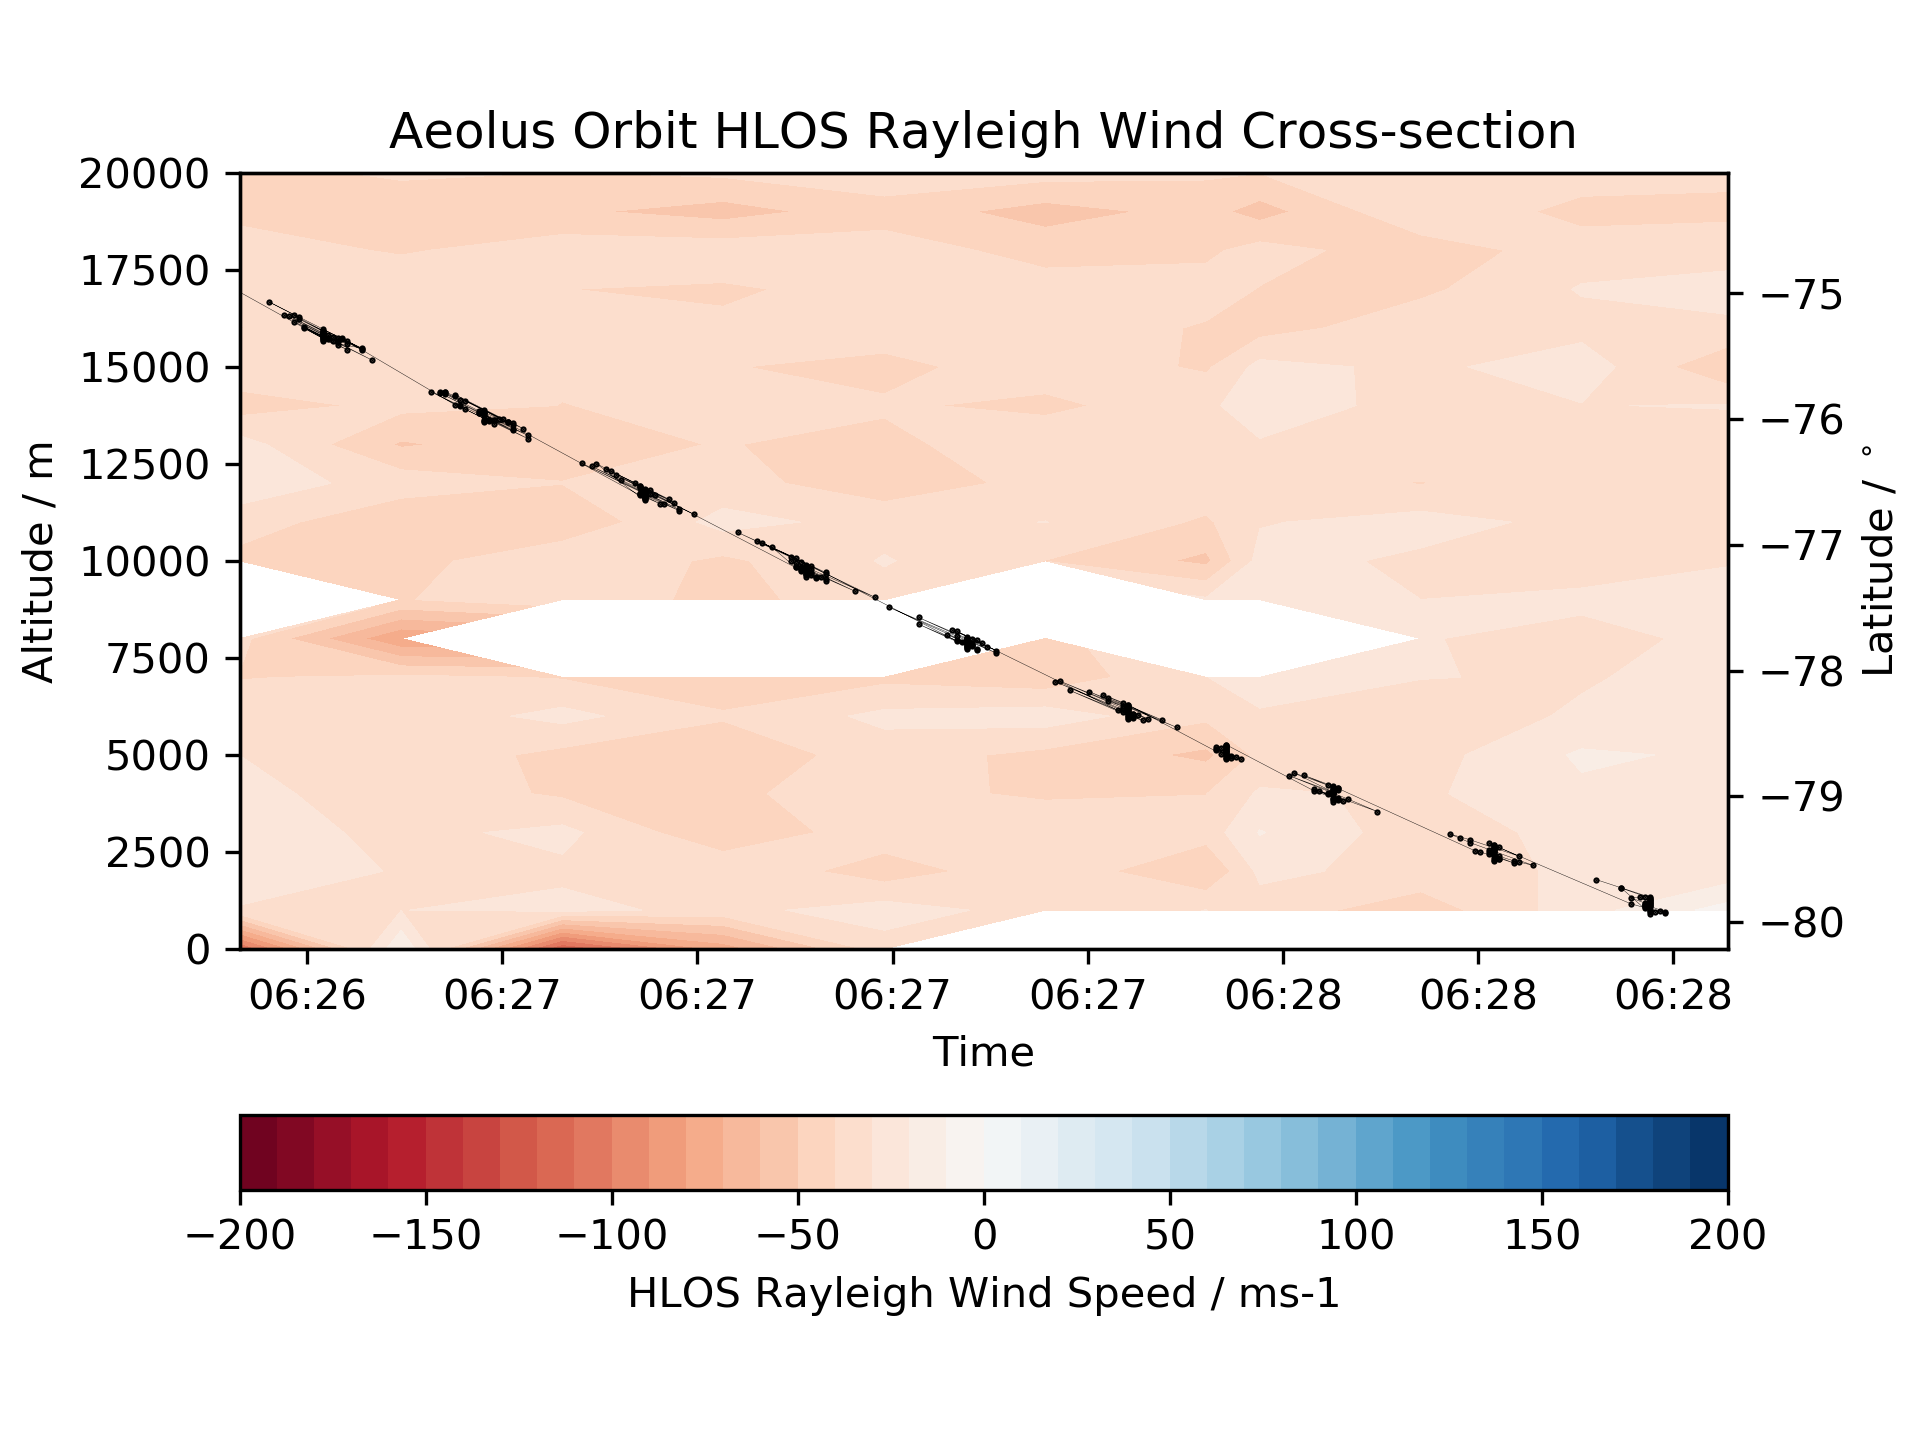 Aeolus Orbit HLOS Rayleigh Wind Cross-section
Altitude / m
20000
17500
15000
12500
10000
7500
5000
2500
0
−75
−76
−77
−78
−79
−80
Latitude / °
06:26 06:27 06:27 06:27 06:27 06:28 06:28 06:28
Time
−200 −150 −100 −50 0 50 100 150 200
HLOS Rayleigh Wind Speed / ms-1